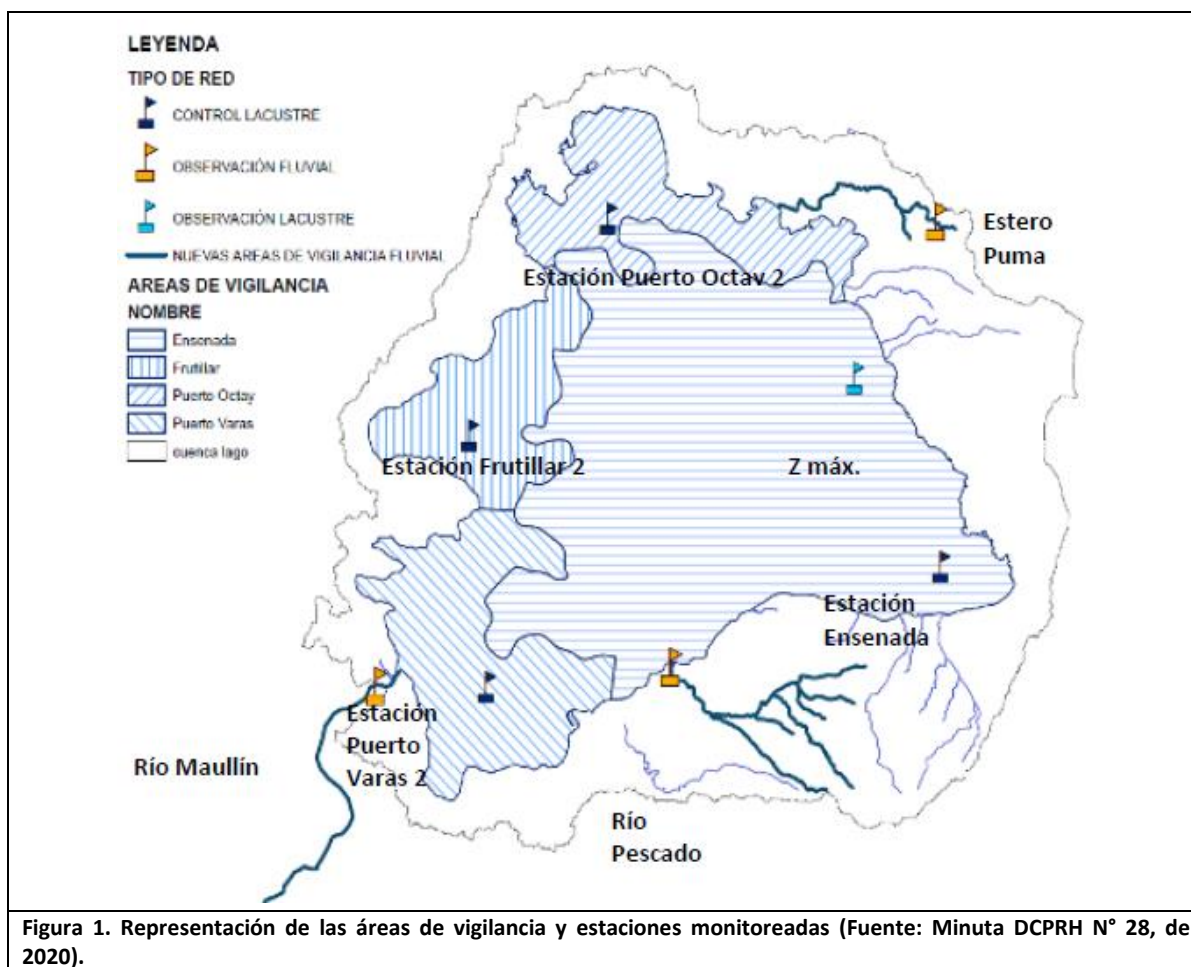 LEYENDA
TIPO DE RED
CONTROL LACUSTRE
OBSERVACIÓN FLUVIAL
OBSERVACIÓN LACUSTRE
NUEVAS AREAS DE VIGILANCIA FLUVIAL
AREAS DE VIGILANCIA
NOMBRE
Ensenada
Frutillar
Puerto Octay
Puerto Varas
cuenca lago
Estero
Puma
Estación Puerto Octay 2
Estación Frutillar 2
Z máx.
Estación
Ensenada
Estación
Puerto
Varas 2
Río Maullín
Río
Pescado
Figura 1. Representación de las áreas de vigilancia y estaciones monitoreadas (Fuente: Minuta DCPRH N° 28, de
2020).